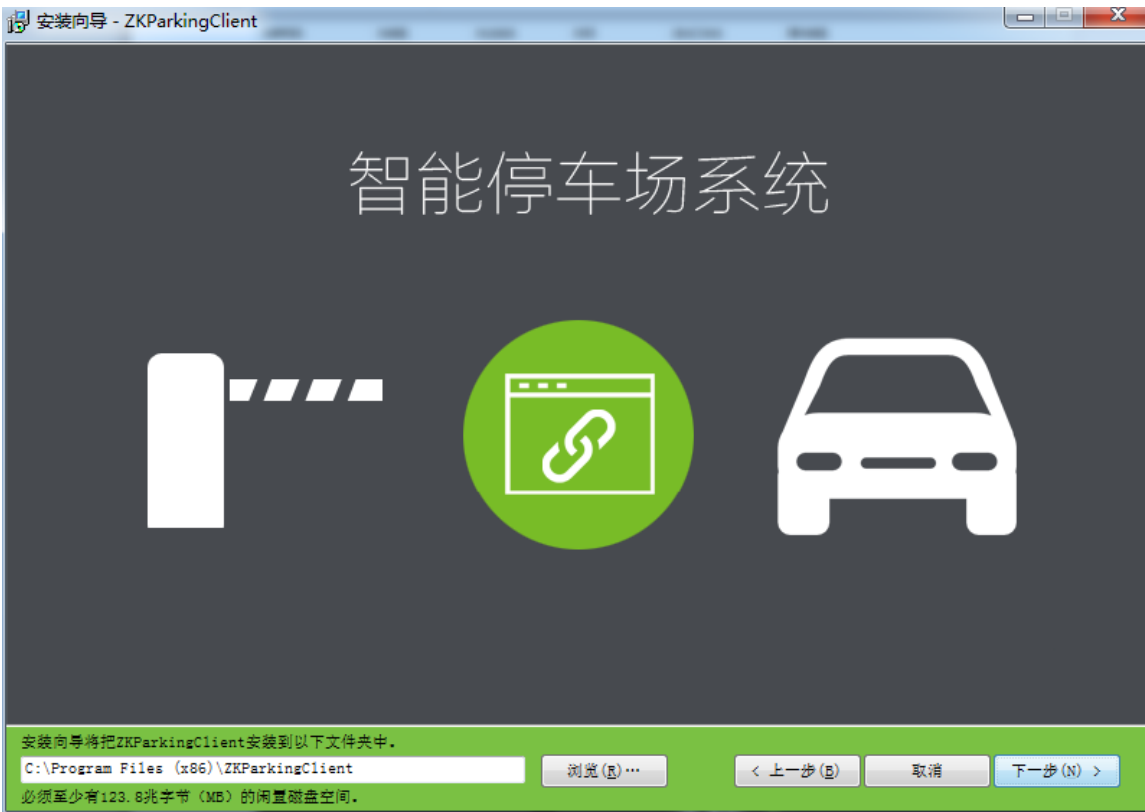 安装向导 - ZKParkingClient
智能停车场系统
安装向导将把ZKParkingClient安装到以下文件夹中.
C:\Program Files (x86)\ZKParkingClient
浏览(R)…
< 上一步(B)
取消
下一步(N) >
必须至少有123.8兆字节（MB）的闲置磁盘空间.